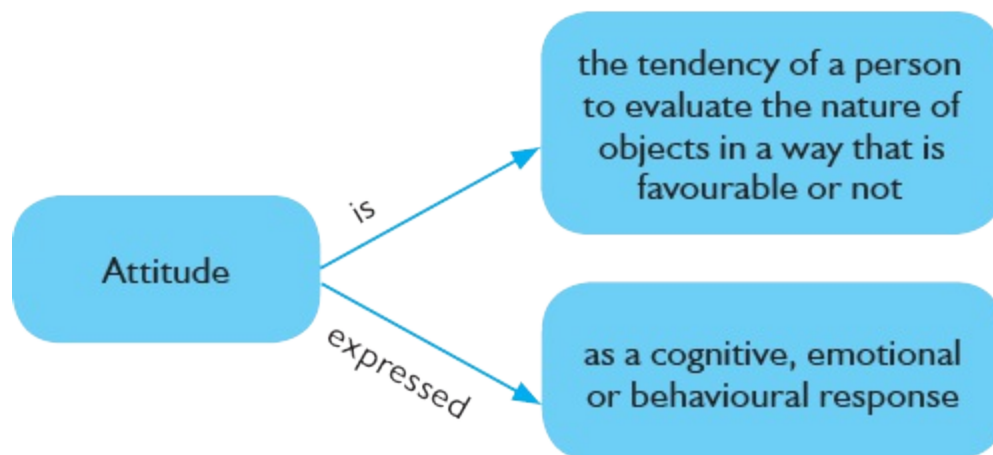 the tendency of a person
to evaluate the nature of
objects in a way that is
favourable or not
is
Attitude
expressed
as a cognitive, emotional
or behavioural response